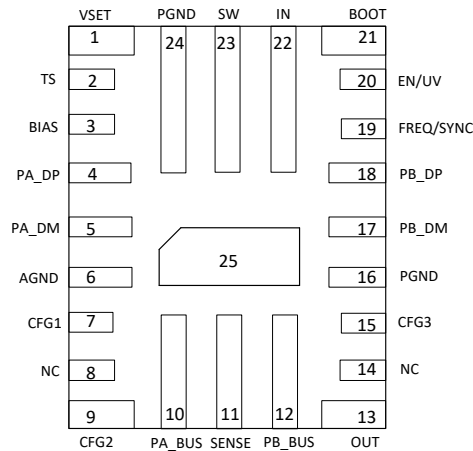 VSET PGND SW IN BOOT
1 24 23 22 21
TS 2 20 EN/UV
BIAS 3 19 FREQ/SYNC
PA_DP 4 18 PB_DP
PA_DM 5 17 PB_DM
25
AGND 6 16 PGND
CFG1 7 15 CFG3
NC 8 14 NC
9 10 11 12 13
CFG2 PA_BUS SENSE PB_BUS OUT